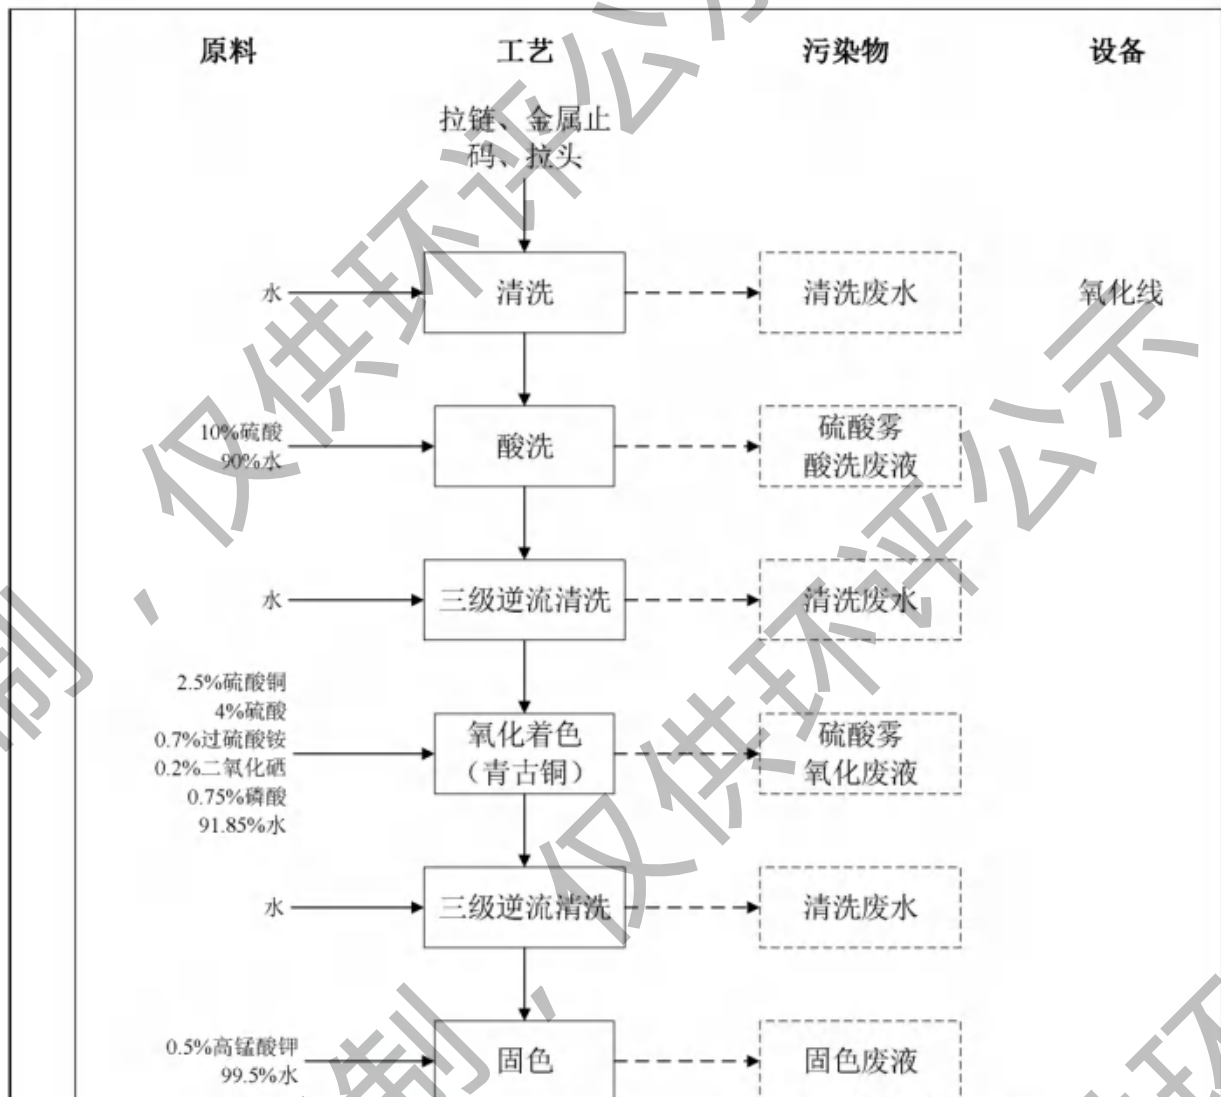 原料 工艺 污染物 设备
拉链、金属止
码、拉头
水 清洗 清洗废水 氧化线
10%硫酸
90%水
酸洗
硫酸雾
酸洗废液
水 三级逆流清洗 清洗废水
2.5%硫酸铜
4%硫酸
0.7%过硫酸铵
0.2%二氧化硒
0.75%磷酸
91.85%水
氧化着色
（青古铜）
硫酸雾
氧化废液
水 三级逆流清洗 清洗废水
0.5%高锰酸钾
99.5%水
固色 固色废液
制，仅供环评公示
制，仅供环评公示
环